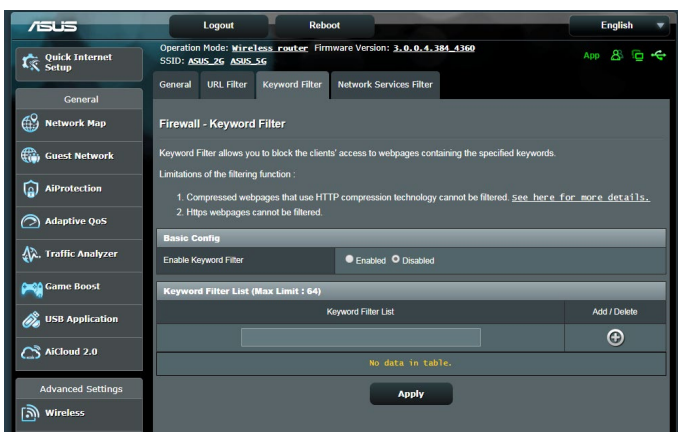 ASUS
Logout
Reboot
English
Quick Internet
Setup
General
Network Map
Guest Network
AiProtection
Adaptive QoS
Traffic Analyzer
Game Boost
USB Application
AiCloud 2.0
Advanced Settings
Wireless
Operation Mode: Wireless router Firmware Version: 3.0.0.4.384_4360
SSID: ASUS_2G ASUS_5G
App
General
URL Filter
Keyword Filter
Network Services Filter
Firewall - Keyword Filter
Keyword Filter allows you to block the clients' access to webpages containing the specified keywords.
Limitations of the filtering function :
1. Compressed webpages that use HTTP compression technology cannot be filtered. See here for more details.
2. Https webpages cannot be filtered.
Basic Config
Enable Keyword Filter
Enabled Disabled
Keyword Filter List (Max Limit : 64)
Keyword Filter List
Add / Delete
No data in table.
Apply